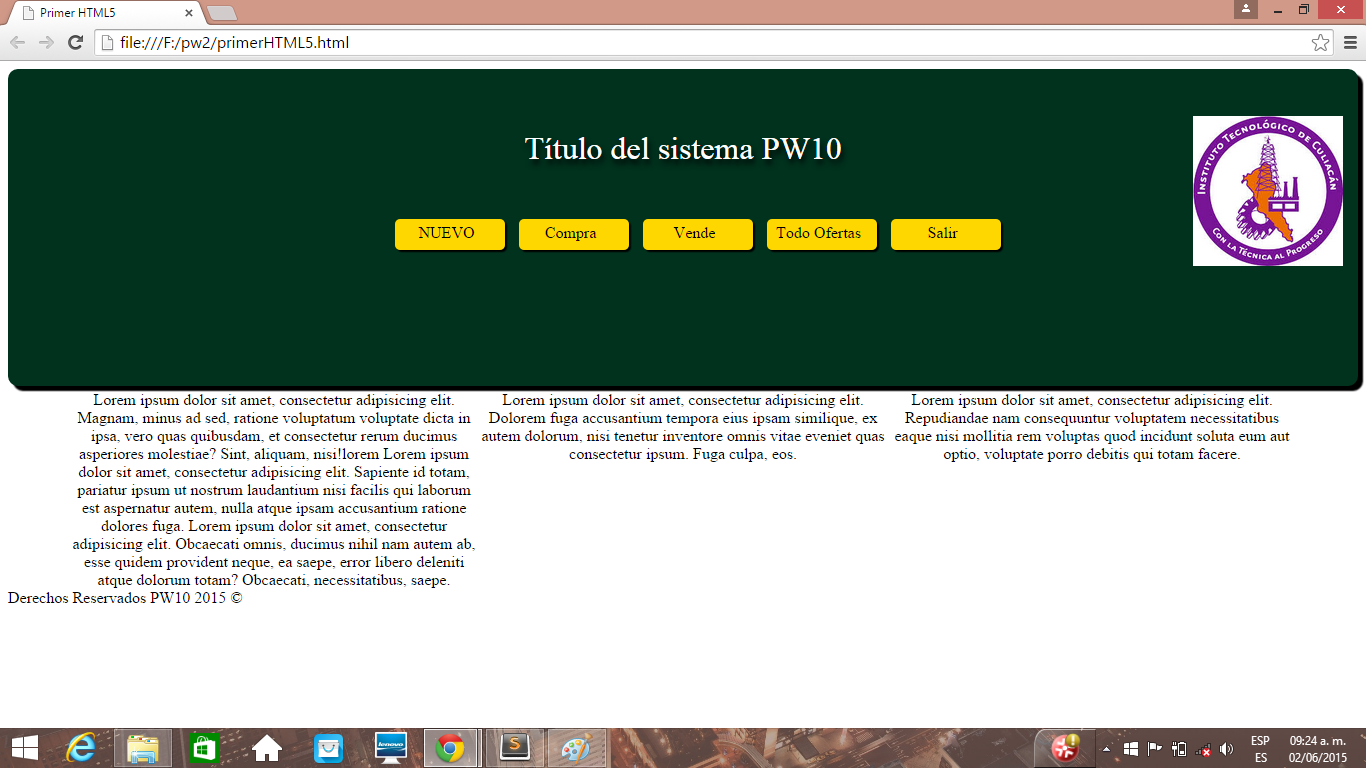 Primer HTML5
file:///F:/pw2/primerHTML5.html
Título del sistema PW10
INSTITUTO TECNOLÓGICO DE CULIACÁN
CON LA TÉCNICA AL PROGRESO
NUEVO
Compra
Vende
Todo Ofertas
Salir
Lorem ipsum dolor sit amet, consectetur adipisicing elit.
Magnam, minus ad sed, ratione voluptatum voluptate dicta in
ipsa, vero quas quibusdam, et consectetur rerum ducimus
asperiores molestiae? Sint, aliquam, nisi!lorem Lorem ipsum
dolor sit amet, consectetur adipisicing elit. Sapiente id totam,
pariatur ipsum ut nostrum laudantium nisi facilis qui laborum
est aspernatur autem, nulla atque ipsam accusantium ratione
dolores fuga. Lorem ipsum dolor sit amet, consectetur
adipisicing elit. Obcaecati omnis, ducimus nihil nam autem ab,
esse quidem provident neque, ea saepe, error libero deleniti
atque dolorum totam? Obcaecati, necessitatibus, saepe.
Lorem ipsum dolor sit amet, consectetur adipisicing elit.
Dolorem fuga accusantium tempora eius ipsam similique, ex
autem dolorum, nisi tenetur inventore omnis vitae eveniet quas
consectetur ipsum. Fuga culpa, eos.
Lorem ipsum dolor sit amet, consectetur adipisicing elit.
Repudiandae nam consequuntur voluptatem necessitatibus
eaque nisi mollitia rem voluptas quod incidunt soluta eum aut
optio, voluptate porro debitis qui totam facere.
Derechos Reservados PW10 2015 ©
lenovo
S
ESP
ES
09:24 a. m.
02/06/2015